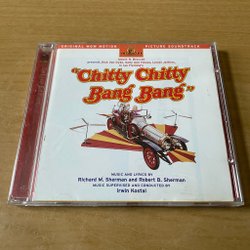 ORIGINAL MGM MOTION PICTURE SOUNDTRACK
"Chitty Chitty
Bang Bang"
MUSIC AND LYRICS BY
Richard M. Sherman and Robert B. Sherman
MUSIC SUPERVISED AND CONDUCTED BY
Irwin Kostal